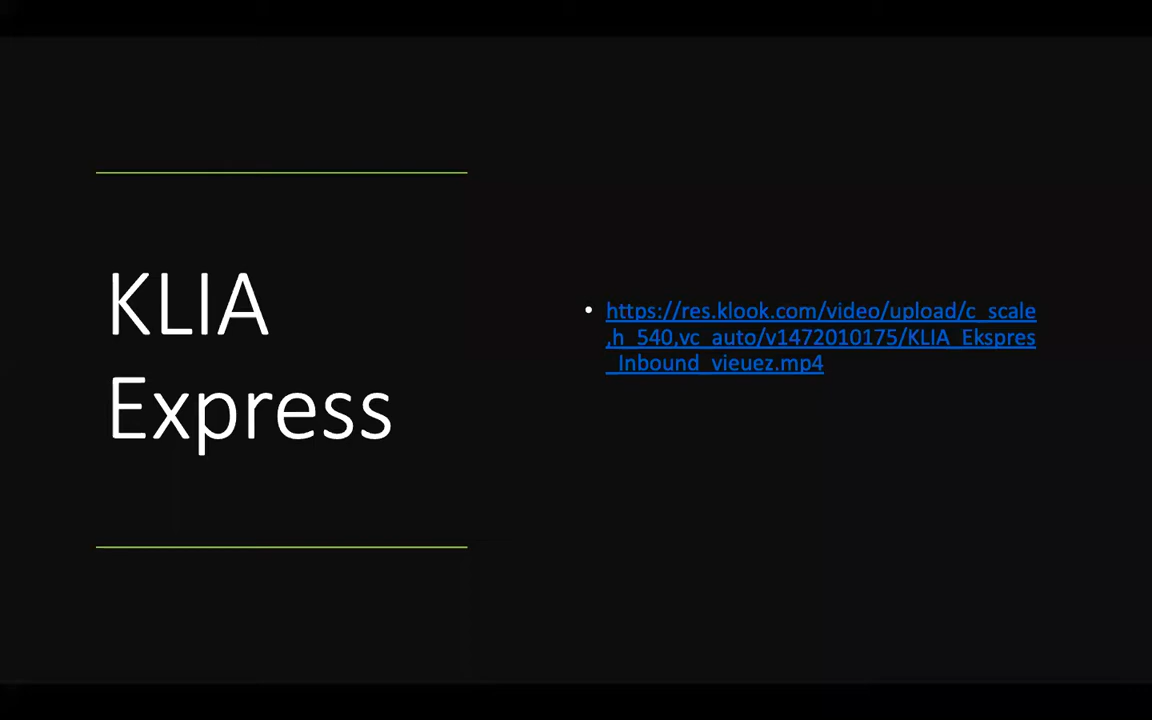 KLIA
Express
• https://res.klook.com/video/upload/c_scale
,h_540,vc_auto/v1472010175/KLIA_Ekspres
_Inbound_vieuez.mp4